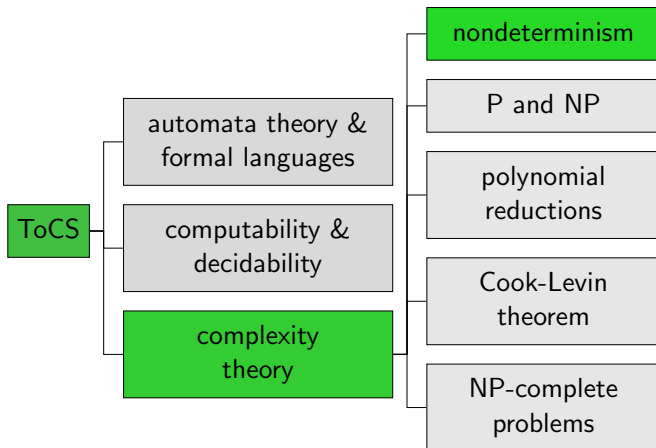 ToCS
automata theory &
formal languages
computability &
decidability
complexity
theory
nondeterminism
P and NP
polynomial
reductions
Cook-Levin
theorem
NP-complete
problems